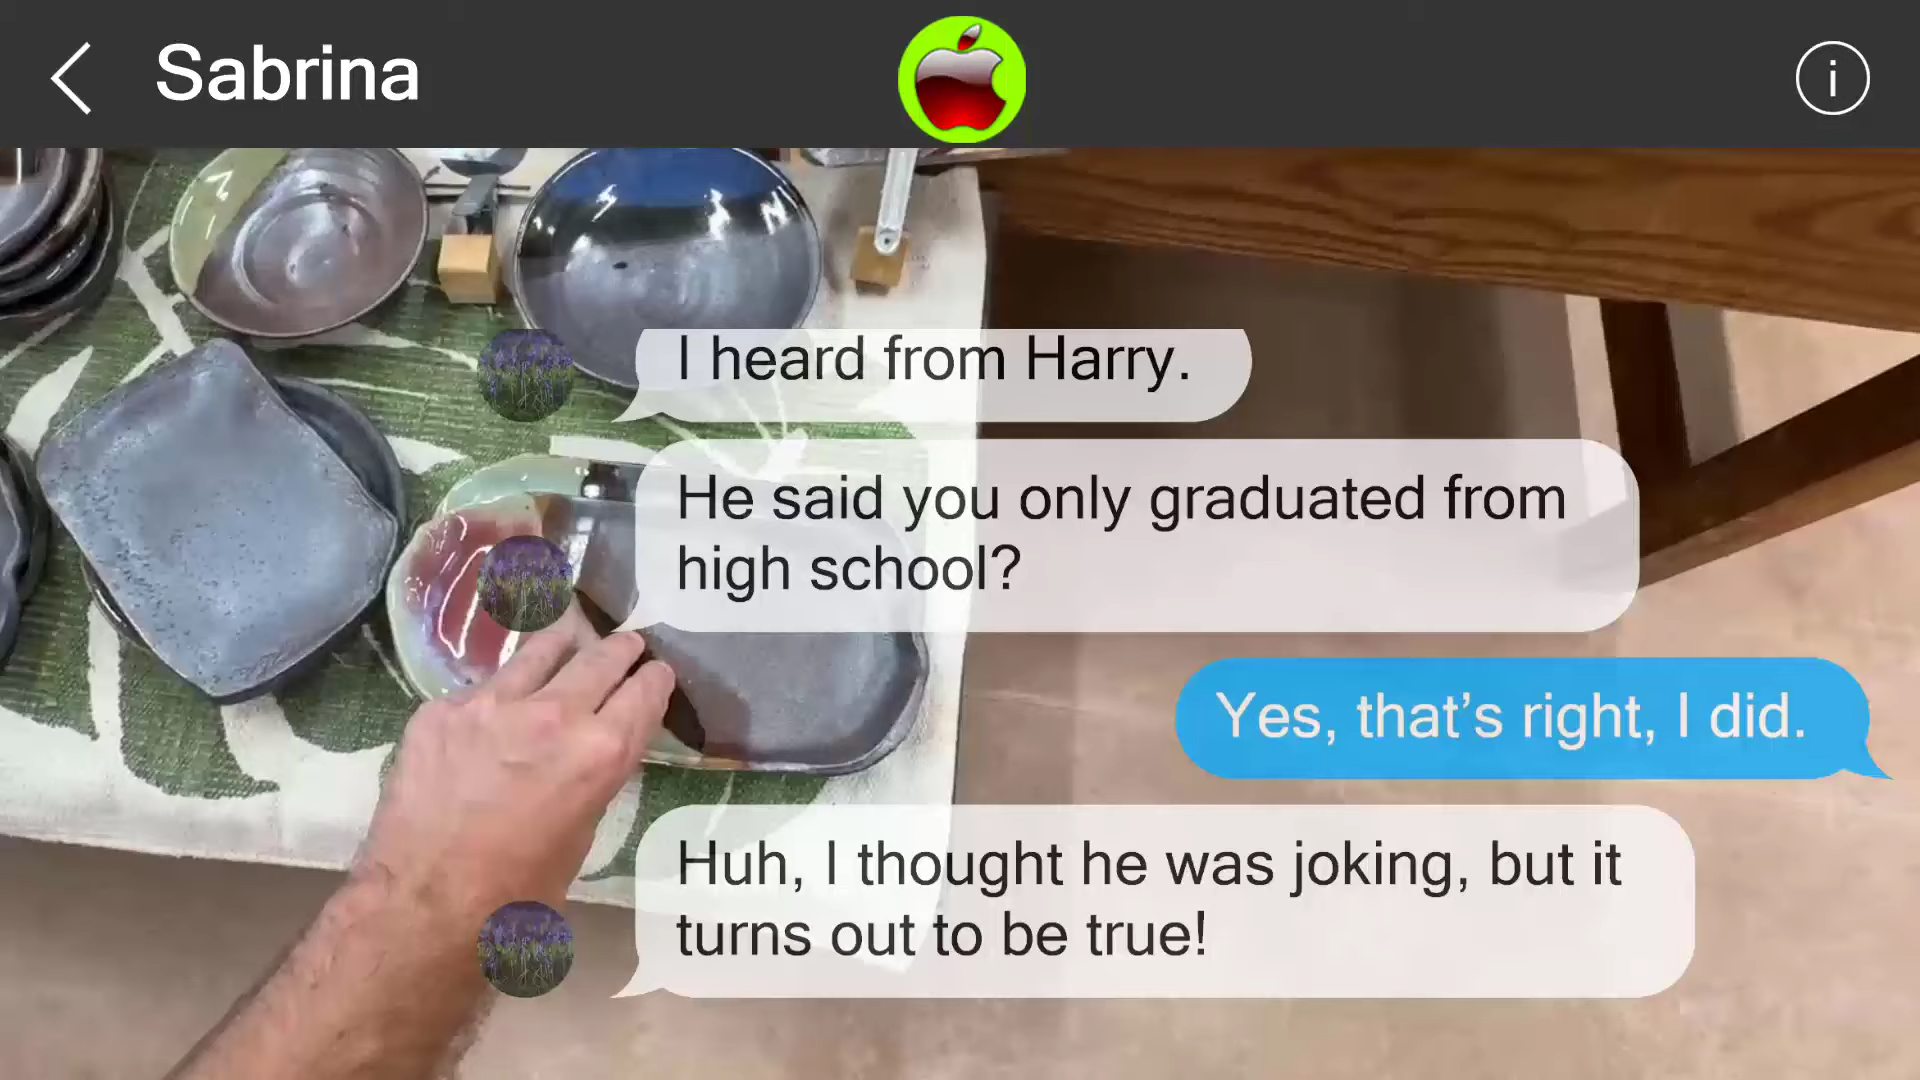 Sabrina
I heard from Harry.
He said you only graduated from
high school?
Yes, that’s right, I did.
Huh, I thought he was joking, but it
turns out to be true!